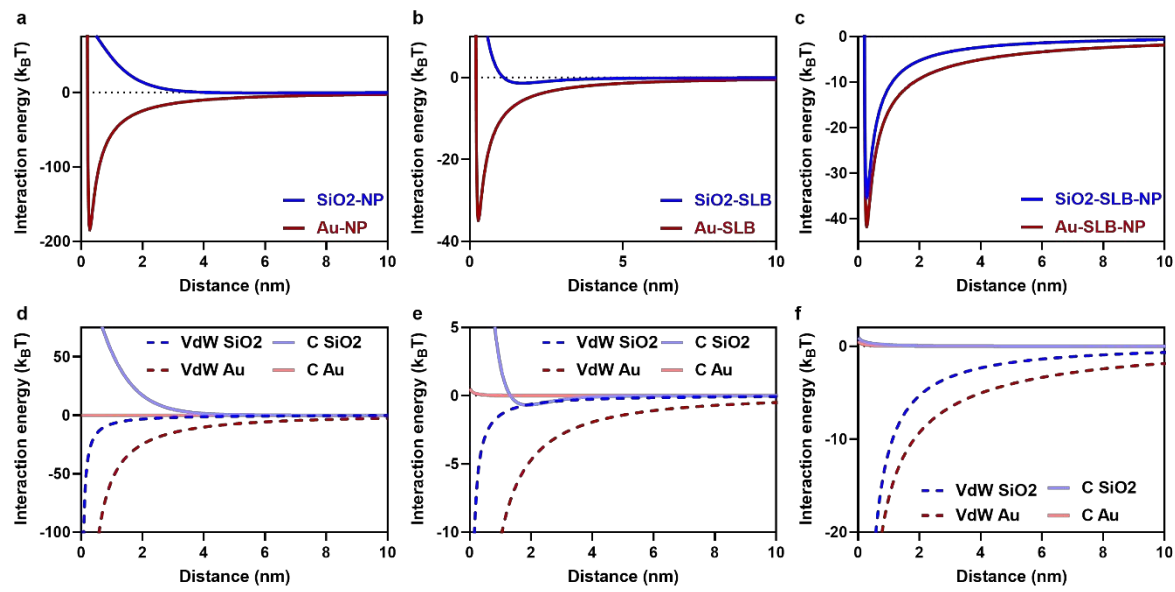 a
Interaction energy (kBT)
0
-100
-200
0 2 4 6 8 10
Distance (nm)
SiO2-NP
Au-NP
b
Interaction energy (kBT)
0
-20
-40
0 5 10
Distance (nm)
SiO2-SLB
Au-SLB
c
Interaction energy (kBT)
0
-10
-20
-30
-40
0 2 4 6 8 10
Distance (nm)
SiO2-SLB-NP
Au-SLB-NP
d
Interaction energy (kBT)
50
0
-50
-100
0 2 4 6 8 10
Distance (nm)
VdW SiO2 C SiO2
VdW Au C Au
e
Interaction energy (kBT)
5
0
-5
-10
0 2 4 6 8 10
Distance (nm)
VdW SiO2 C SiO2
VdW Au C Au
f
Interaction energy (kBT)
0
-10
-20
0 2 4 6 8 10
Distance (nm)
VdW SiO2 C SiO2
VdW Au C Au